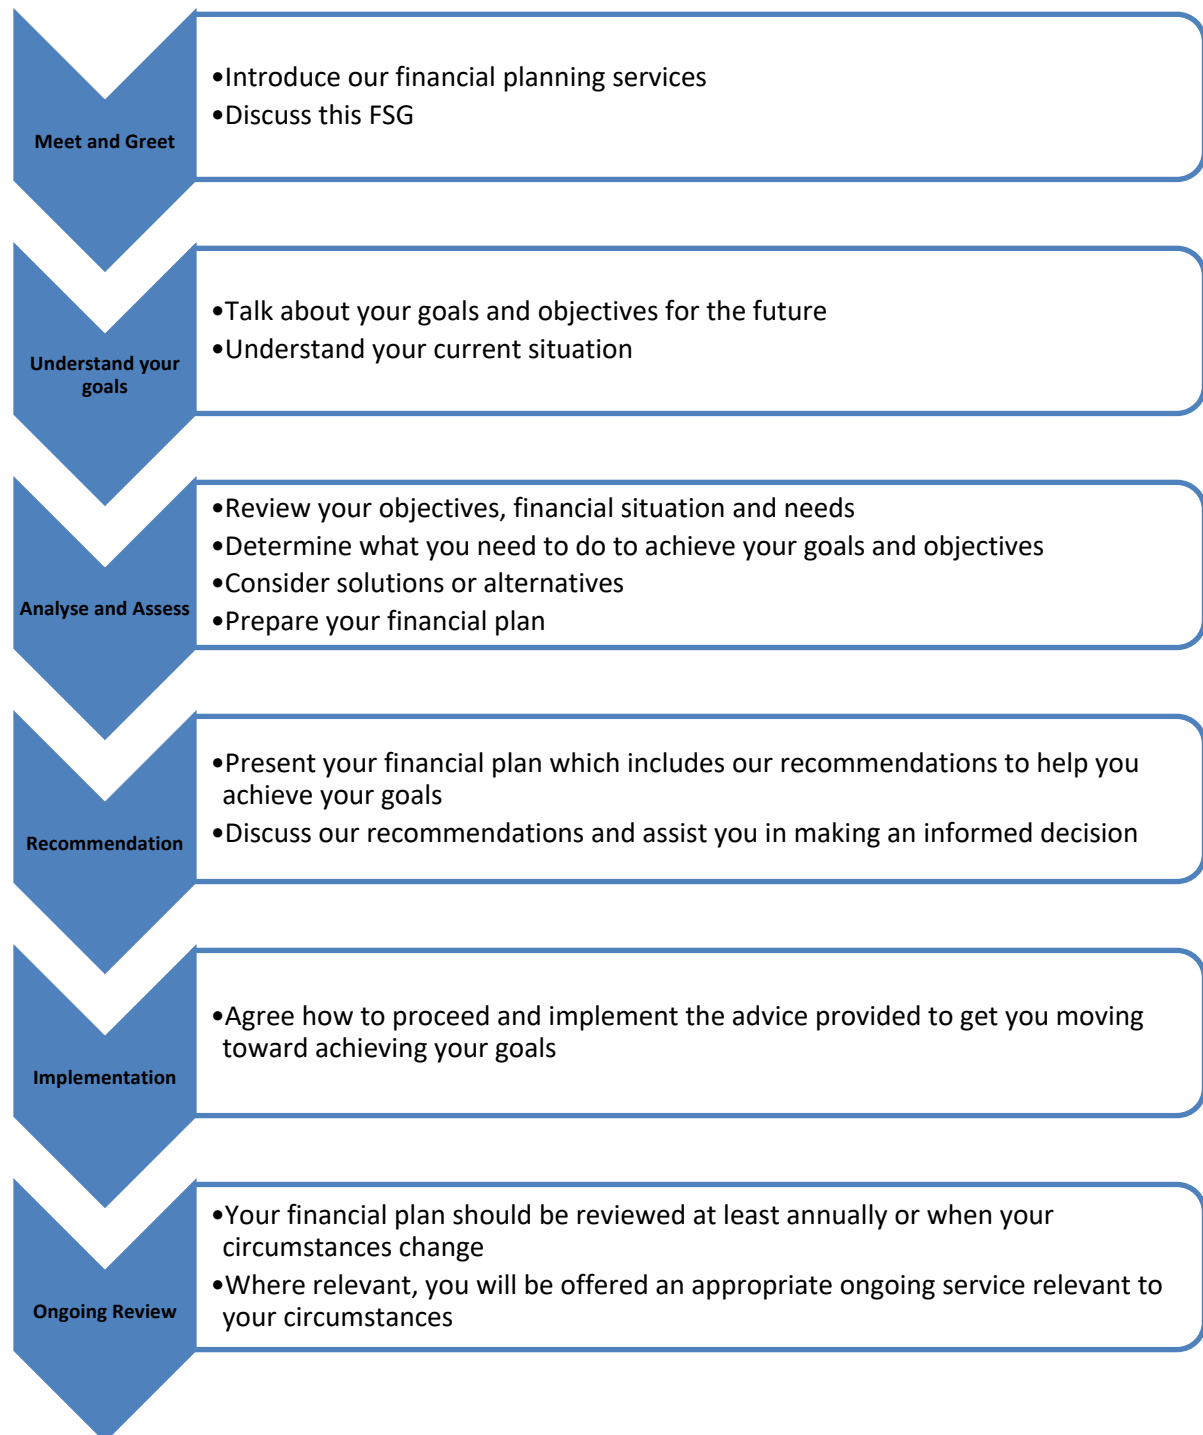 Meet and Greet
•Introduce our financial planning services
•Discuss this FSG
Understand your
goals
•Talk about your goals and objectives for the future
•Understand your current situation
Analyse and Assess
•Review your objectives, financial situation and needs
•Determine what you need to do to achieve your goals and objectives
•Consider solutions or alternatives
•Prepare your financial plan
Recommendation
•Present your financial plan which includes our recommendations to help you
achieve your goals
•Discuss our recommendations and assist you in making an informed decision
Implementation
•Agree how to proceed and implement the advice provided to get you moving
toward achieving your goals
Ongoing Review
•Your financial plan should be reviewed at least annually or when your
circumstances change
•Where relevant, you will be offered an appropriate ongoing service relevant to
your circumstances